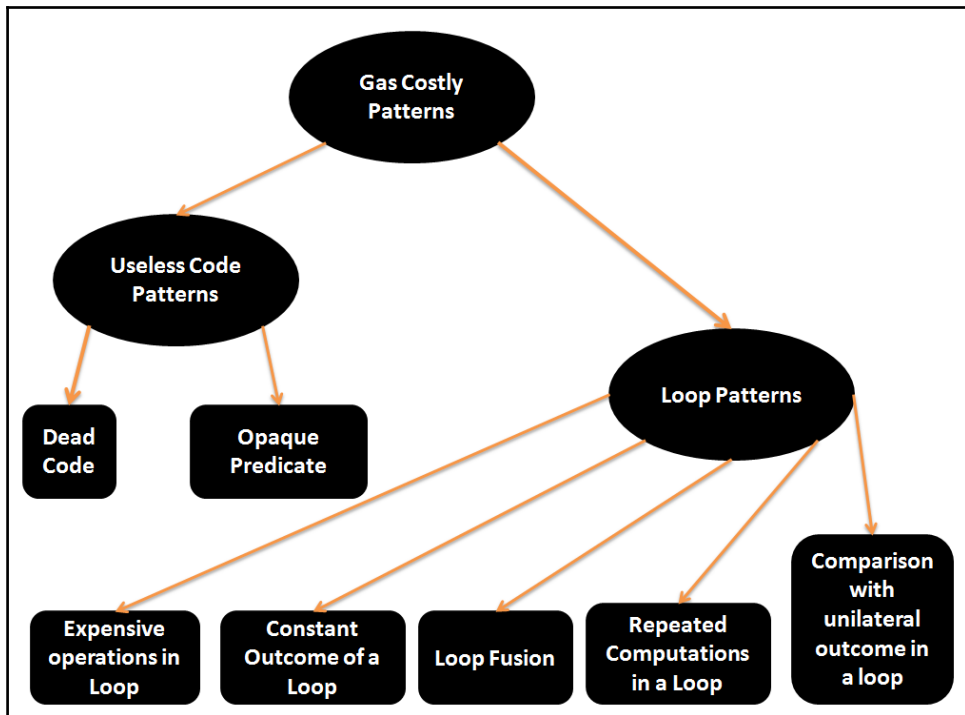 Gas Costly
Patterns
Useless Code
Patterns
Loop Patterns
Dead
Code
Opaque
Predicate
Expensive
operations in
Loop
Constant
Outcome of a
Loop
Loop Fusion
Repeated
Computations
in a Loop
Comparison
with
unilateral
outcome in
a loop